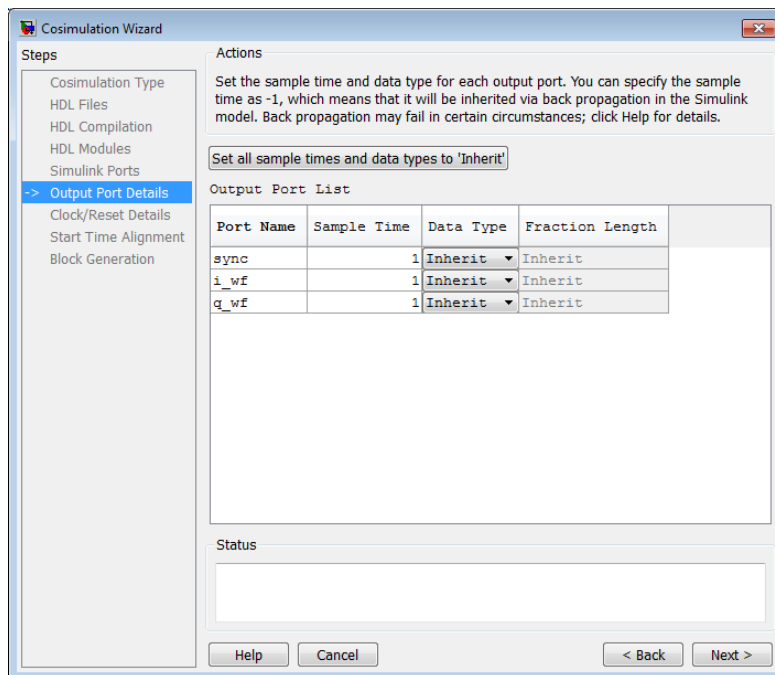 Cosimulation Wizard
Steps
Cosimulation Type
HDL Files
HDL Compilation
HDL Modules
Simulink Ports
-> Output Port Details
Clock/Reset Details
Start Time Alignment
Block Generation
Actions
Set the sample time and data type for each output port. You can specify the sample
time as -1, which means that it will be inherited via back propagation in the Simulink
model. Back propagation may fail in certain circumstances; click Help for details.
Set all sample times and data types to 'Inherit'
Output Port List
Port Name Sample Time Data Type Fraction Length
sync 1 Inherit Inherit
i_wf 1 Inherit Inherit
q_wf 1 Inherit Inherit
Status
Help Cancel < Back Next >